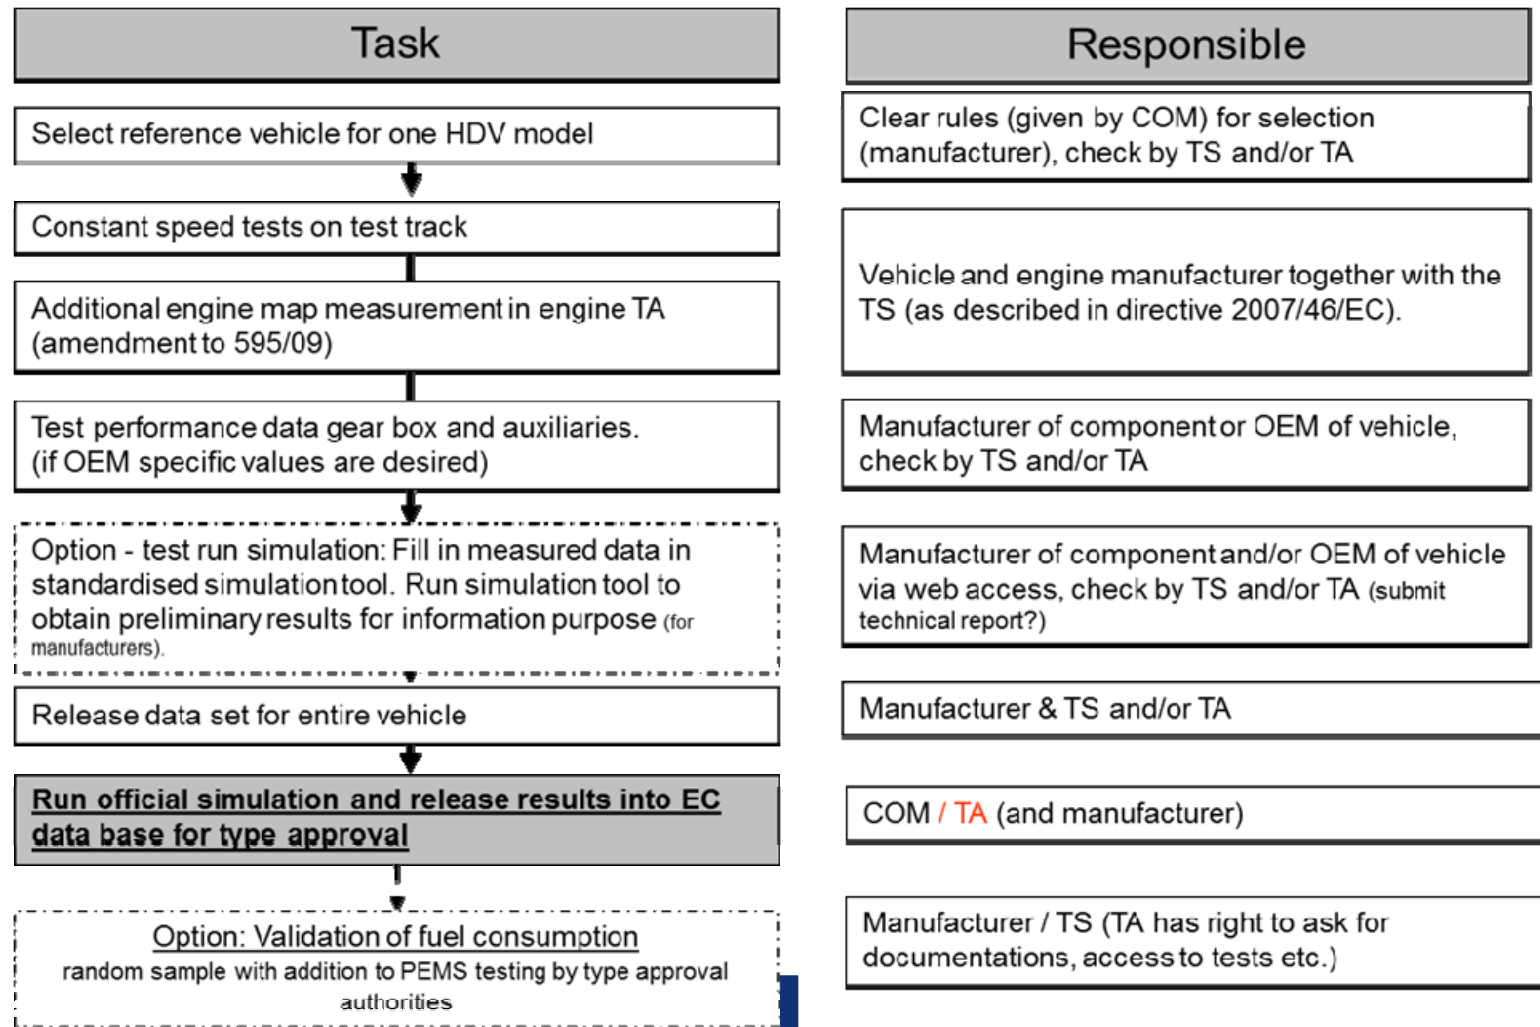 Task
Responsible
Select reference vehicle for one HDV model
Clear rules (given by COM) for selection
(manufacturer), check by TS and/or TA
Constant speed tests on test track
Additional engine map measurement in engine TA
(amendment to 595/09)
Vehicle and engine manufacturer together with the
TS (as described in directive 2007/46/EC).
Test performance data gear box and auxiliaries.
(if OEM specific values are desired)
Manufacturer of component or OEM of vehicle,
check by TS and/or TA
Option - test run simulation: Fill in measured data in
standardised simulation tool. Run simulation tool to
obtain preliminary results for information purpose (for
manufacturers).
Manufacturer of component and/or OEM of vehicle
via web access, check by TS and/or TA (submit
technical report?)
Release data set for entire vehicle
Manufacturer & TS and/or TA
Run official simulation and release results into EC
data base for type approval
COM / TA (and manufacturer)
Option: Validation of fuel consumption
random sample with addition to PEMS testing by type approval
authorities
Manufacturer / TS (TA has right to ask for
documentations, access to tests etc.)